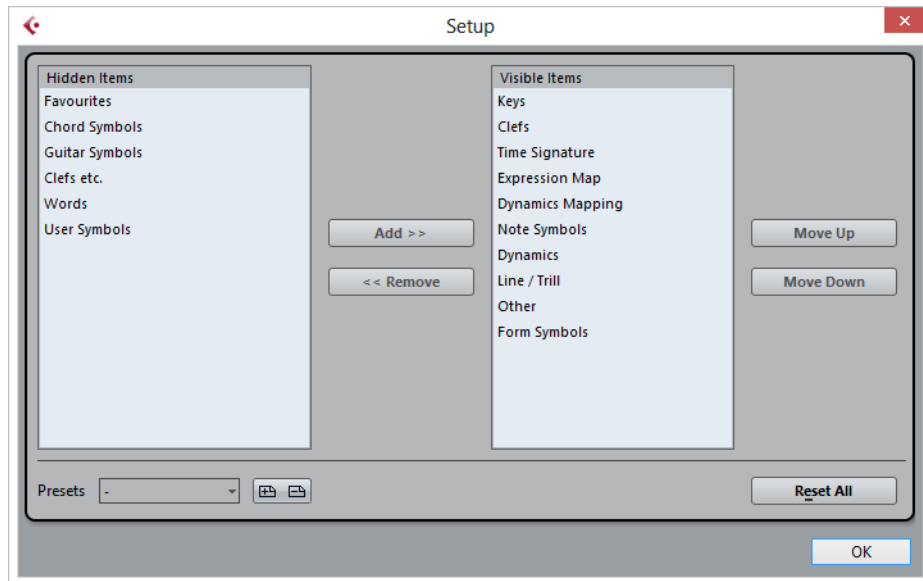 Setup
Hidden Items
Favourites
Chord Symbols
Guitar Symbols
Clefs etc.
Words
User Symbols
Add >>
<< Remove
Visible Items
Keys
Clefs
Time Signature
Expression Map
Dynamics Mapping
Note Symbols
Dynamics
Line / Trill
Other
Form Symbols
Move Up
Move Down
Presets -
Reset All
OK